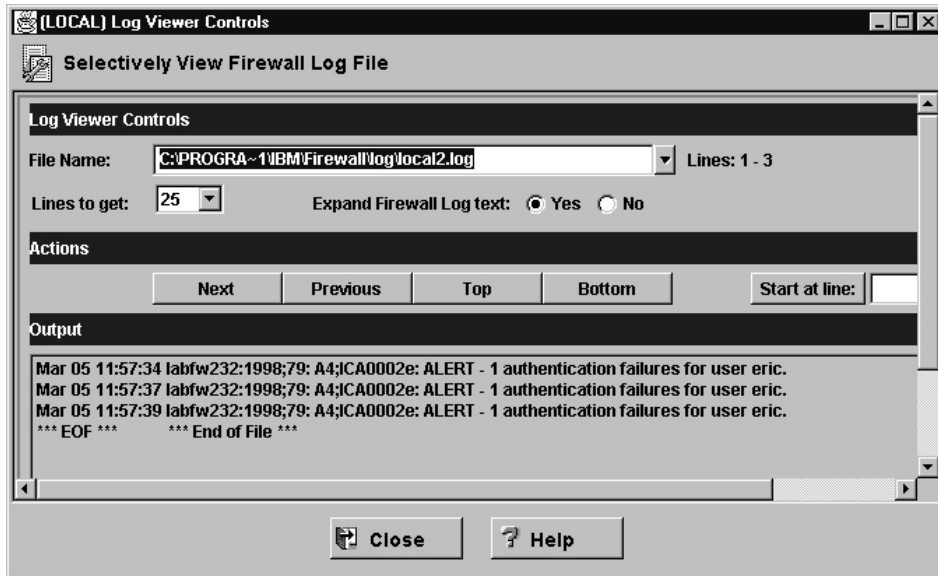 (LOCAL) Log Viewer Controls
Selectively View Firewall Log File
Log Viewer Controls
File Name: C:\PROGRA~1\IBM\Firewall\log\local2.log Lines: 1 - 3
Lines to get: 25 Expand Firewall Log text: Yes No
Actions
Next Previous Top Bottom Start at line:
Output
Mar 05 11:57:34 labfw232:1998;79: A4;ICA0002e: ALERT - 1 authentication failures for user eric.
Mar 05 11:57:37 labfw232:1998;79: A4;ICA0002e: ALERT - 1 authentication failures for user eric.
Mar 05 11:57:39 labfw232:1998;79: A4;ICA0002e: ALERT - 1 authentication failures for user eric.
*** EOF *** *** End of File ***
Close Help